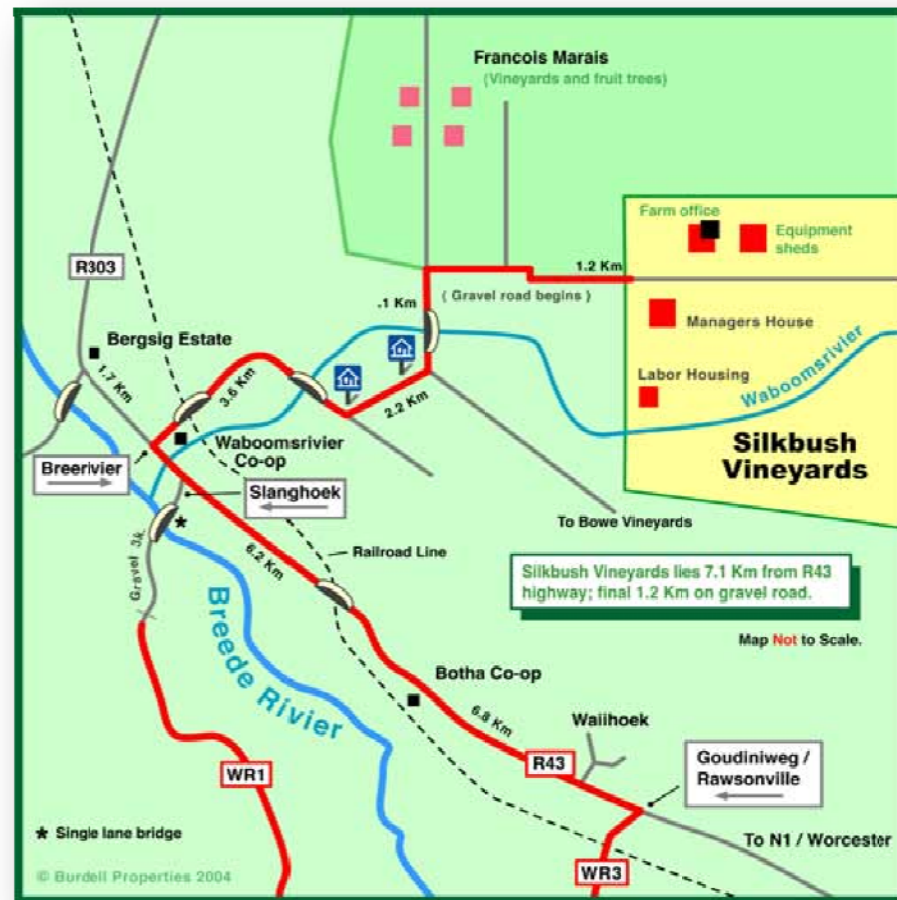 Francois Marais
(Vineyards and fruit trees)
Farm office
Equipment
sheds
R303
1.2 Km
.1 Km
( Gravel road begins )
Managers House
Bergsig Estate
1.7 Km
3.6 Km
2.2 Km
Labor Housing
Waboomsrivier
Silkbush
Vineyards
Waboomsrivier
Co-op
Breerivier
Slanghoek
To Bowe Vineyards
*
Railroad Line
Gravel 3k.
6.2 Km
Silkbush Vineyards lies 7.1 Km from R43
highway; final 1.2 Km on gravel road.
Breede Rivier
Map Not to Scale.
Botha Co-op
6.8 Km
Waiihoek
R43
Goudiniweg /
Rawsonville
WR1
* Single lane bridge
To N1 / Worcester
WR3
© Burdell Properties 2004